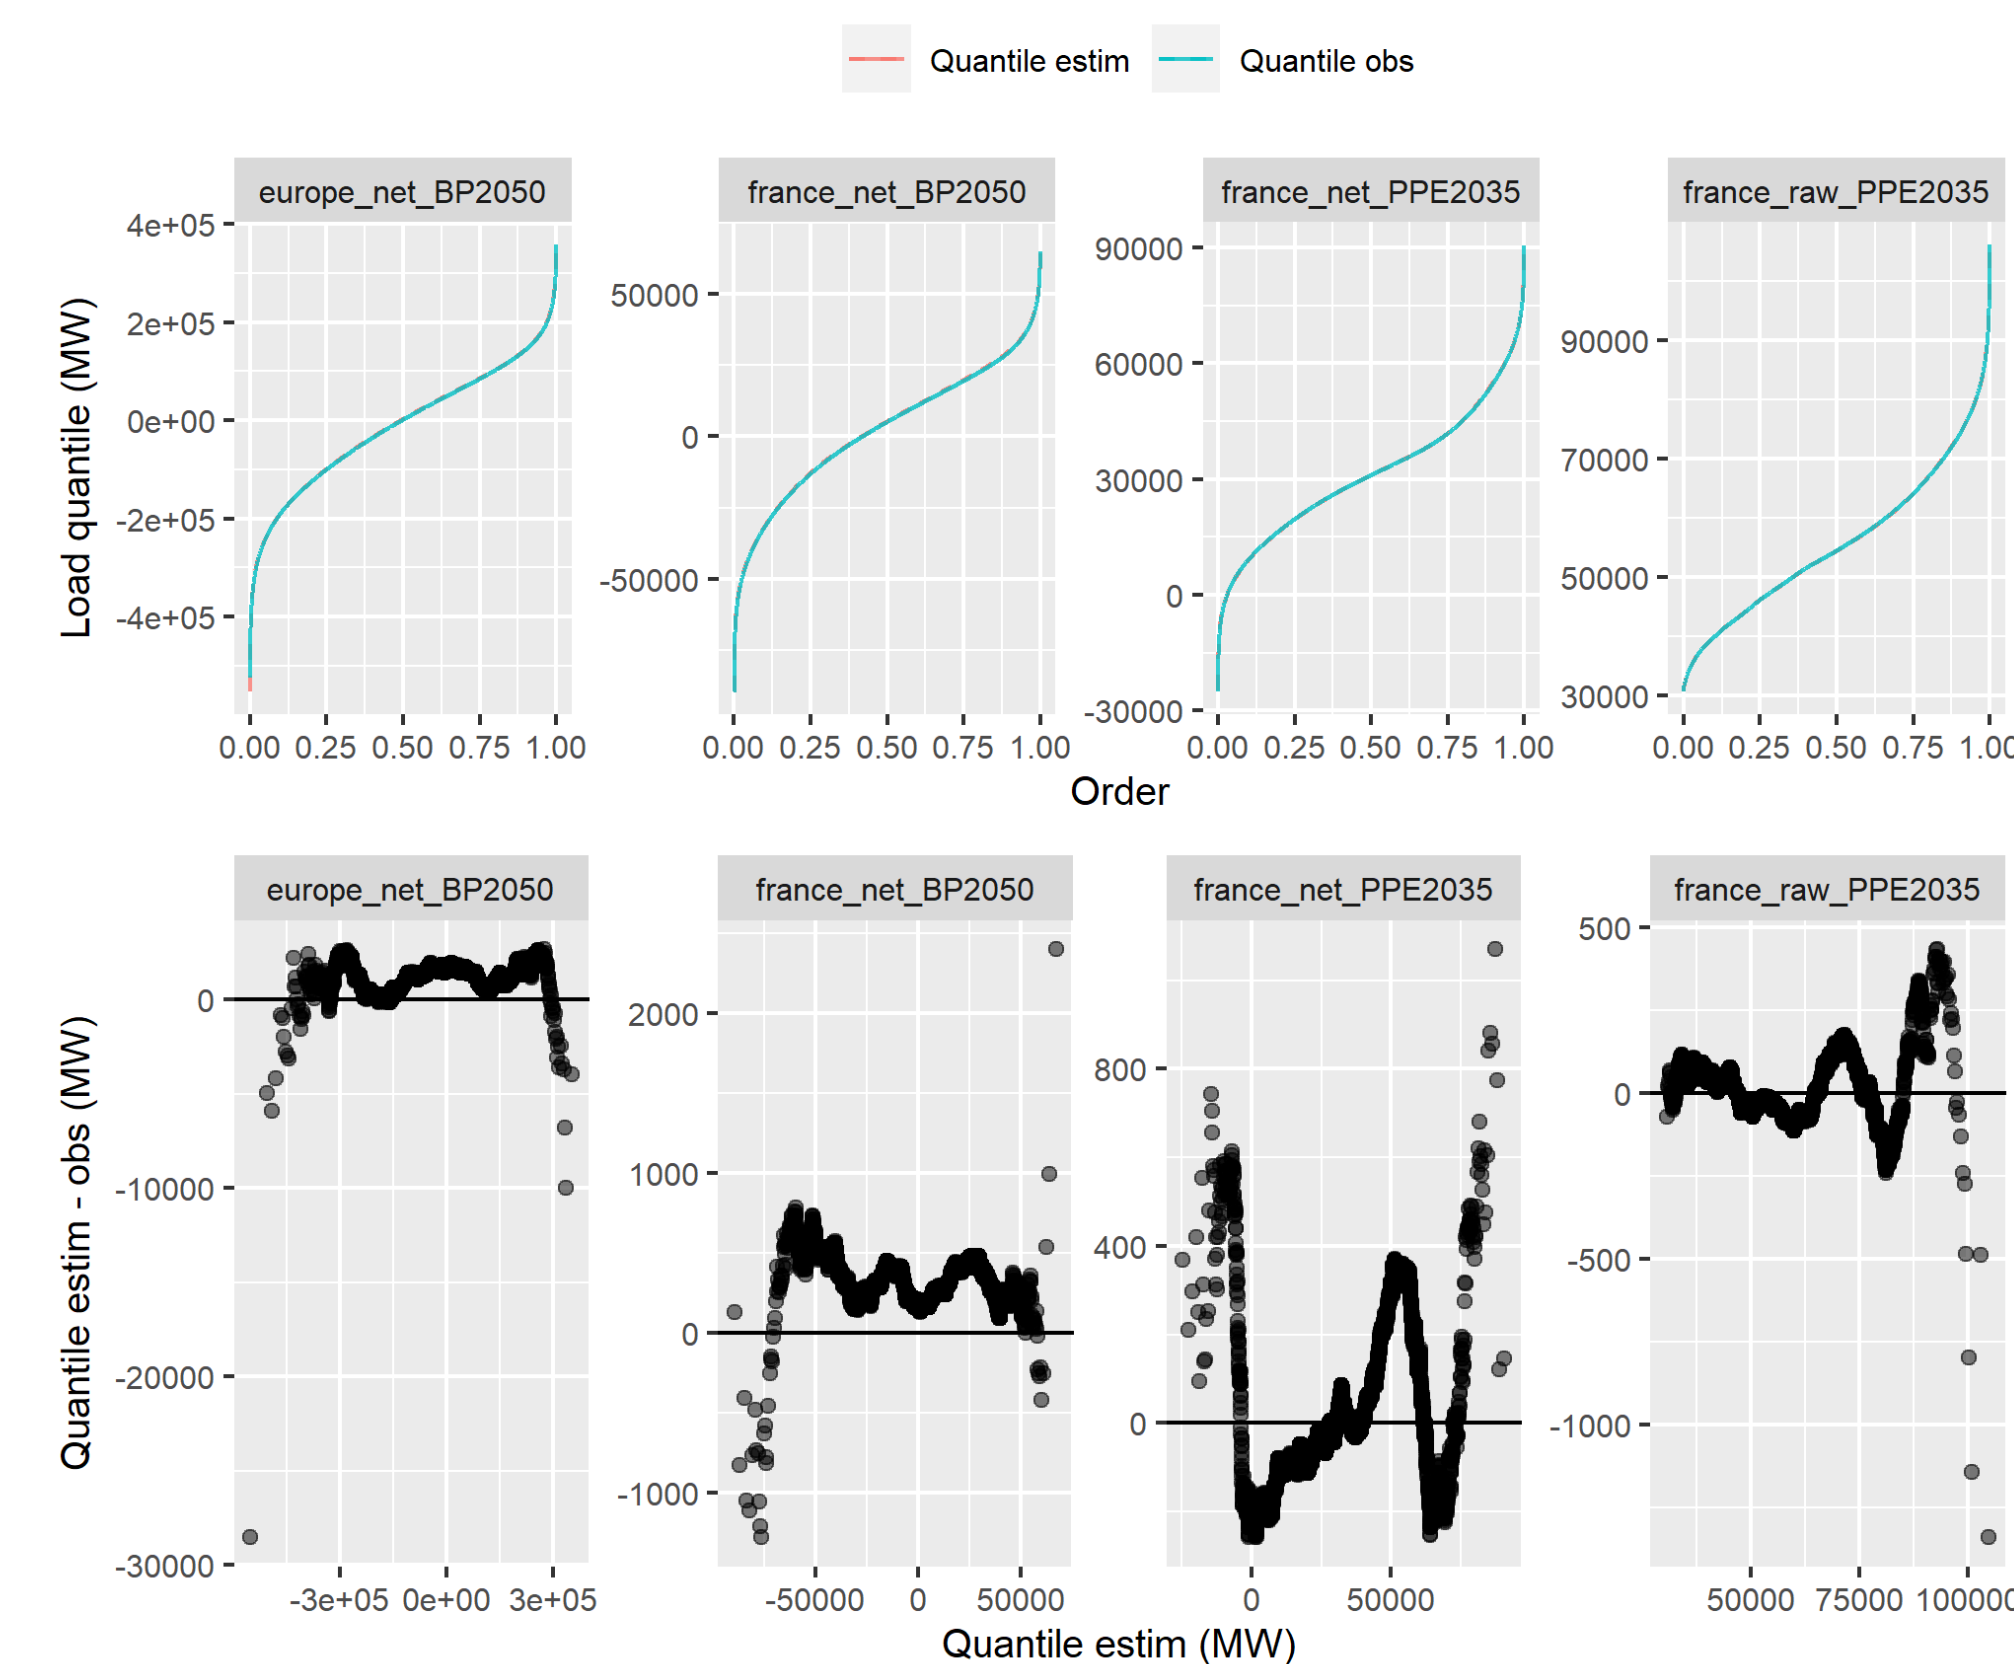 Quantile estim Quantile obs
europe_net_BP2050 france_net_BP2050 france_net_PPE2035 france_raw_PPE2035
Load quantile (MW)
4e+05
2e+05
0e+00
-2e+05
-4e+05
50000
0
-50000
90000
60000
30000
0
-30000
90000
70000
50000
30000
0.00 0.25 0.50 0.75 1.00 0.00 0.25 0.50 0.75 1.00 0.00 0.25 0.50 0.75 1.00 0.00 0.25 0.50 0.75 1.00
Order
europe_net_BP2050 france_net_BP2050 france_net_PPE2035 france_raw_PPE2035
Quantile estim - obs (MW)
0
-10000
-20000
-30000
2000
1000
0
-1000
800
400
0
500
0
-500
-1000
-3e+05 0e+00 3e+05 -50000 0 50000 0 50000 50000 75000 100000
Quantile estim (MW)